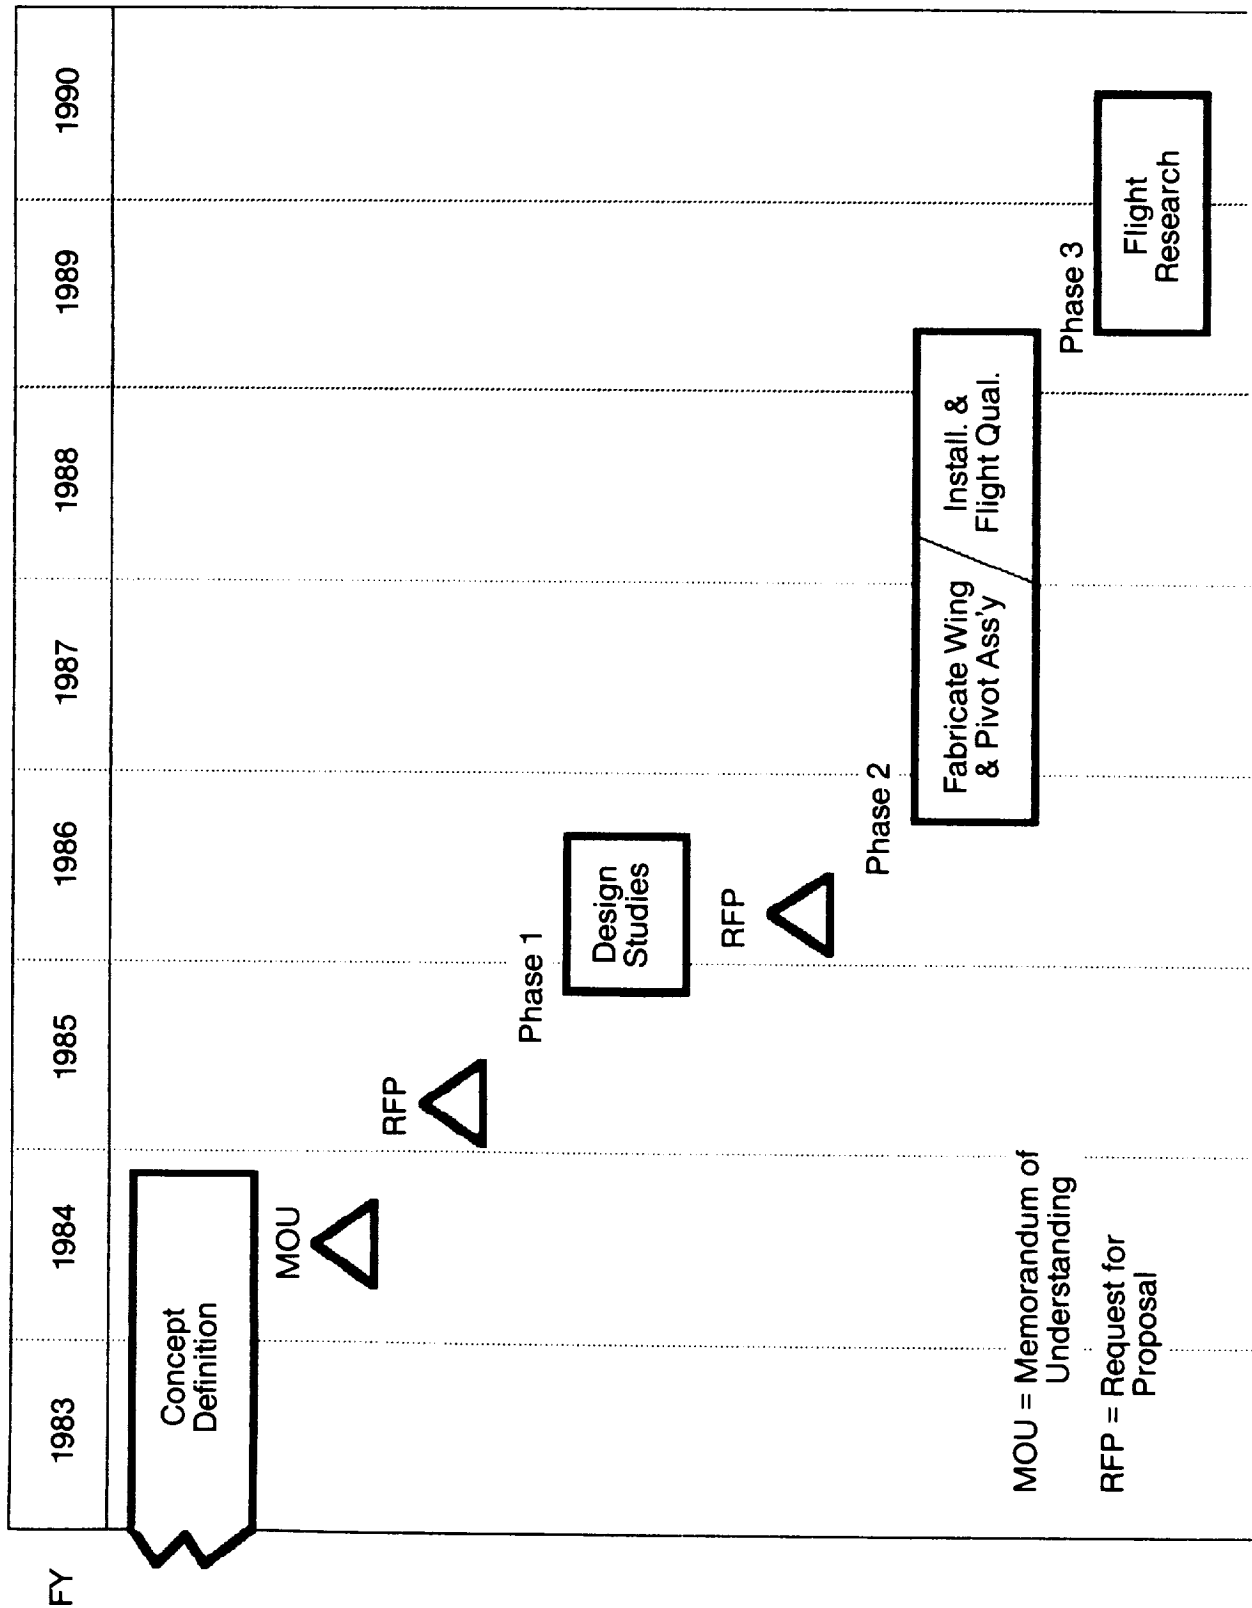 FY 1983 1984 1985 1986 1987 1988 1989 1990
Concept
Definition
MOU
RFP
Phase 1
Design
Studies
RFP
Phase 2
Fabricate Wing
& Pivot Ass'y
Install. &
Flight Qual.
Phase 3
Flight
Research
MOU = Memorandum of
Understanding
RFP = Request for
Proposal